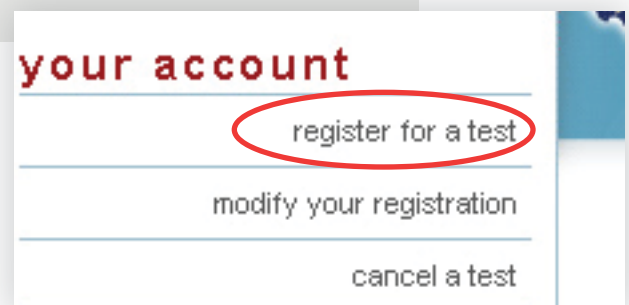 your account
register for a test
modify your registration
cancel a test